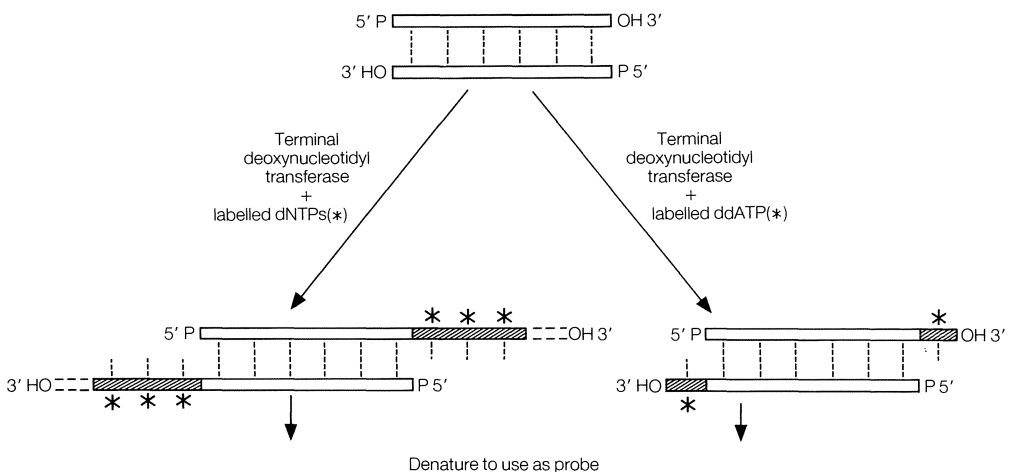 5′ P OH 3′
3′ HO P 5′
Terminal
deoxynucleotidyl
transferase
+
labelled dNTPs(*)
Terminal
deoxynucleotidyl
transferase
+
labelled ddATP(*)
* * *
5′ P OH 3′
3′ HO P 5′
* * *
*
5′ P OH 3′
3′ HO P 5′
*
Denature to use as probe